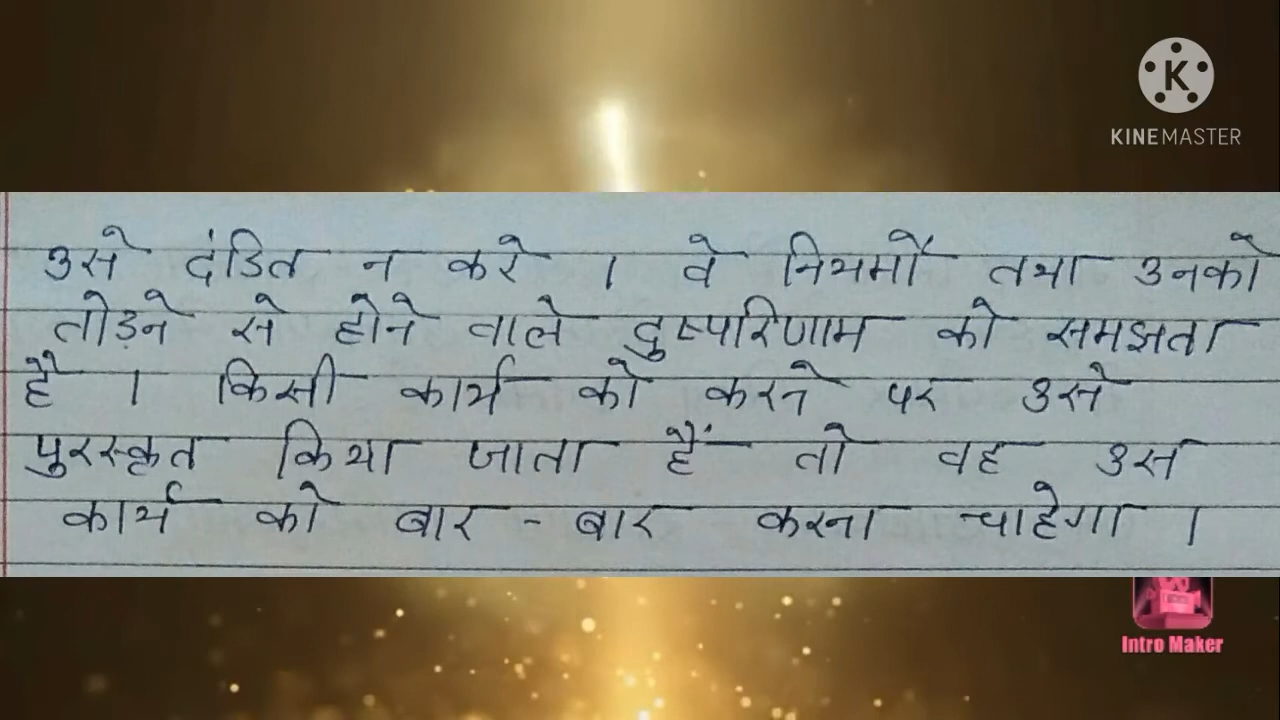 KINEMASTER
उसे दंडित न करे । वे नियमों तथा उनको
तोड़ने से होने वाले दुष्परिणाम को समझता
है । किसी कार्य को करने पर उसे
पुरस्कृत किया जाता हैं तो वह उस
कार्य को बार - बार करना चाहेगा ।
Intro Maker